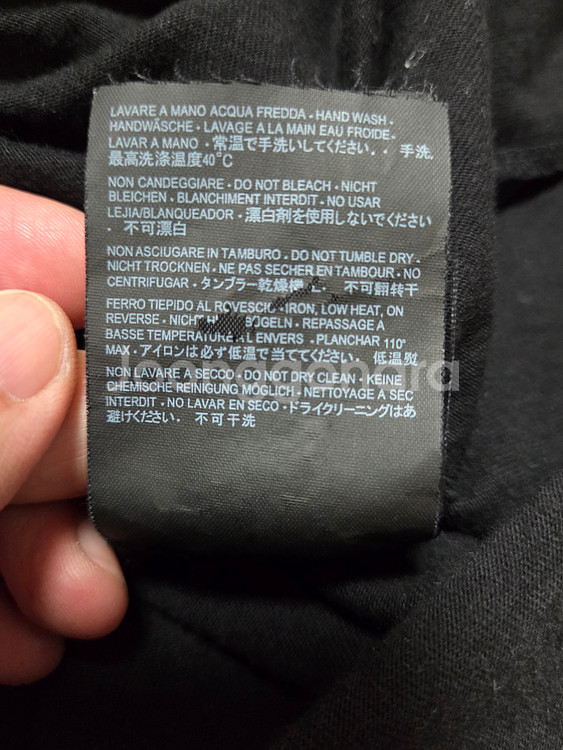 LAVARE A MANO ACQUA FREDDA - HAND WASH -
HANDWÄSCHE - LAVAGE A LA MAIN EAU FROIDE -
LAVAR A MANO - 常温で手洗いしてください. . 手洗,
最高洗涤温度40°C
NON CANDEGGIARE - DO NOT BLEACH - NICHT
BLEICHEN - BLANCHIMENT INTERDIT - NO USAR
LEJIA/BLANQUEADOR - 漂白剤を使用しないでください
- 不可漂白
NON ASCIUGARE IN TAMBURO - DO NOT TUMBLE DRY -
NICHT TROCKNEN - NE PAS SECHER EN TAMBOUR - NO
CENTRIFUGAR - タンブラー乾燥 不可翻转干
FERRO TIEPIDO AL ROVESCIO - IRON, LOW HEAT, ON
REVERSE - BÜGELN - REPASSAGE A
BASSE TEMPERATURE AL ENVERS - PLANCHAR 110°
MAX - アイロンは必ず低温で当ててください. 低温熨
NON LAVARE A SECCO - DO NOT DRY CLEAN - KEINE
CHEMISCHE REINIGUNG MÖGLICH - NETTOYAGE A SEC
INTERDIT - NO LAVAR EN SECO - ドライクリーニングはお
避けください. 不可干洗